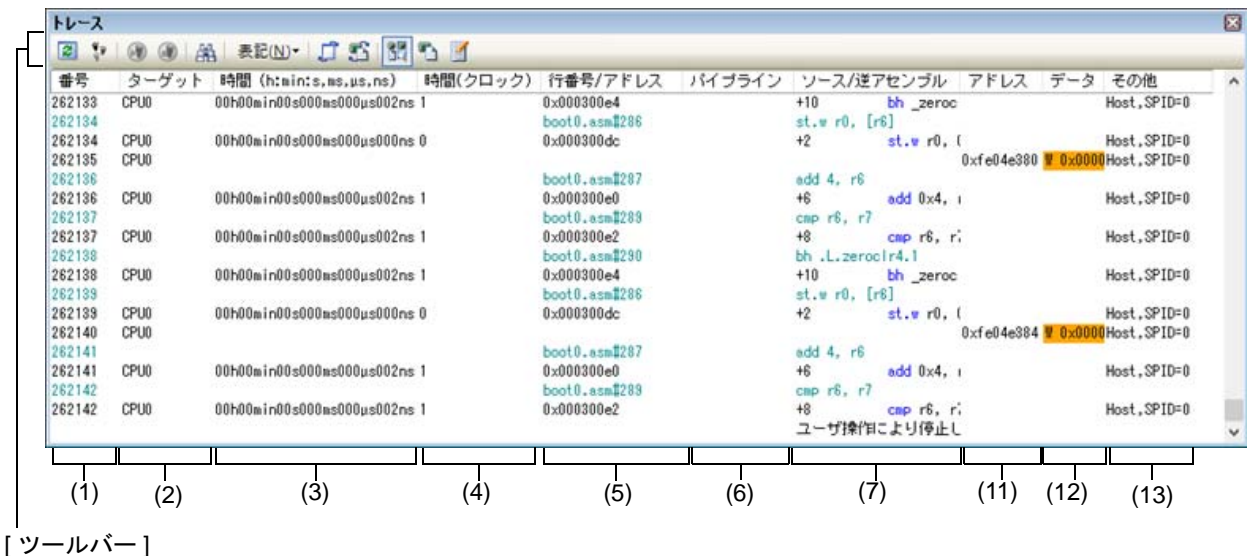 トレース
表記(N)
番号 ターゲット 時間 (h:min:s,ms,μs,ns) 時間(クロック) 行番号/アドレス パイプライン ソース/逆アセンブル アドレス データ その他
262133 CPU0 00h00min00s000ms000μs002ns 1 0x000300e4 +10 bh _zeroc Host,SPID=0
262134 boot0.asm#286 st.w r0, [r6]
262134 CPU0 00h00min00s000ms000μs000ns 0 0x000300dc +2 st.w r0, Host,SPID=0
262135 CPU0 0xfe04e380 W 0x0000 Host,SPID=0
262136 boot0.asm#287 add 4, r6
262136 CPU0 00h00min00s000ms000μs002ns 1 0x000300e0 +6 add 0x4, Host,SPID=0
262137 boot0.asm#289 cmp r6, r7
262137 CPU0 00h00min00s000ms000μs002ns 1 0x000300e2 +8 cmp r6, Host,SPID=0
262138 boot0.asm#290 bh .L.zeroclr4.1
262138 CPU0 00h00min00s000ms000μs002ns 1 0x000300e4 +10 bh _zeroc Host,SPID=0
262139 boot0.asm#286 st.w r0, [r6]
262139 CPU0 00h00min00s000ms000μs000ns 0 0x000300dc +2 st.w r0, Host,SPID=0
262140 CPU0 0xfe04e384 W 0x0000 Host,SPID=0
262141 boot0.asm#287 add 4, r6
262141 CPU0 00h00min00s000ms000μs002ns 1 0x000300e0 +6 add 0x4, Host,SPID=0
262142 boot0.asm#289 cmp r6, r7
262142 CPU0 00h00min00s000ms000μs002ns 1 0x000300e2 +8 cmp r6, Host,SPID=0
ユーザ操作により停止し
(1) (2) (3) (4) (5) (6) (7) (11) (12) (13)
[ ツールバー ]